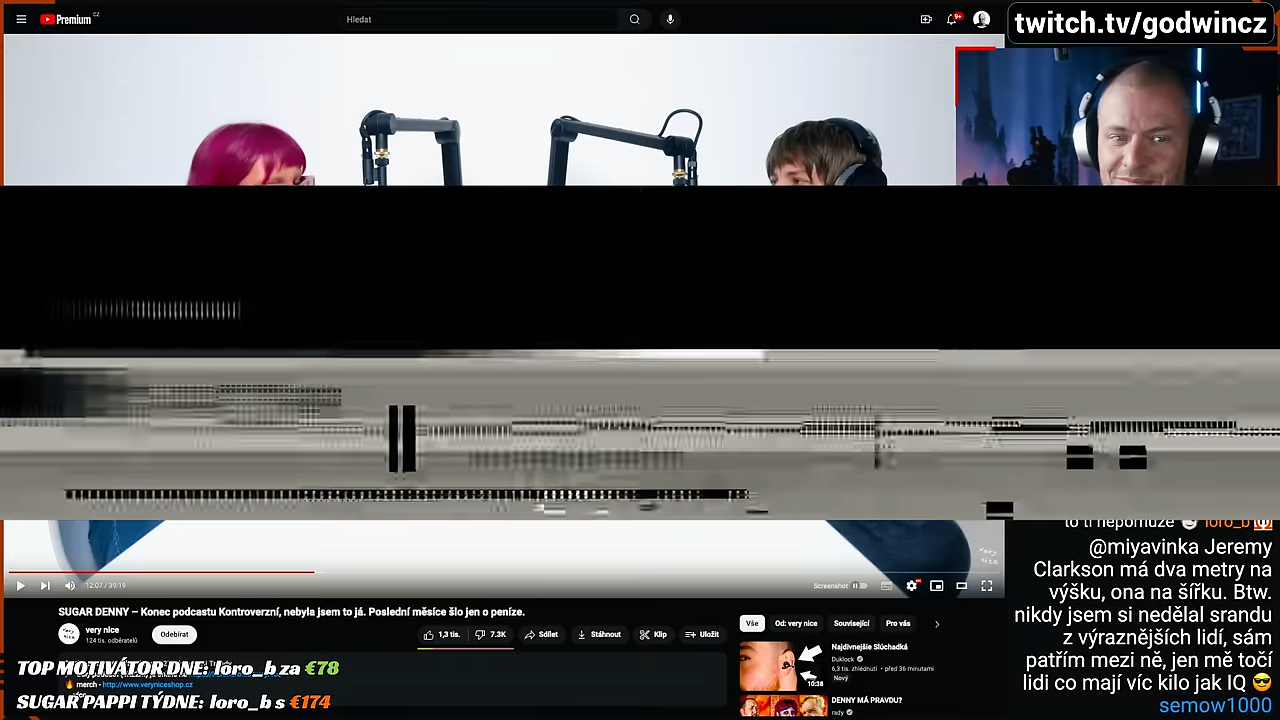 Premium CZ
Hledat
9+
twitch.tv/godwincz
12:07 / 39:19
Screenshot
very nice
SUGAR DENNY – Konec podcastu Kontroverzní, nebyla jsem to já. Poslední měsíce šlo jen o peníze.
very nice
124 tis. odběratelů
Odebírat
1,3 tis.
7.3K
Sdílet
Stáhnout
Klip
Uložit
TOP MOTIVÁTOR DNE: loro_b za €78
🔥 merch - http://www.veryniceshop.cz
SUGAR PAPPI TÝDNE: loro_b s €174
Vše
Od: very nice
Související
Pro vás
10:38
Najdivnejšie Slúchadká
Duklock
6,3 tis. zhlédnutí • před 36 minutami
Nový
DENNY MÁ PRAVDU?
rady
to ti nepomůže loro_b
@miyavinka Jeremy
Clarkson má dva metry na
výšku, ona na šířku. Btw.
nikdy jsem si nedělal srandu
z výraznějších lidí, sám
patřím mezi ně, jen mě točí
lidi co mají víc kilo jak IQ 😎
semow1000